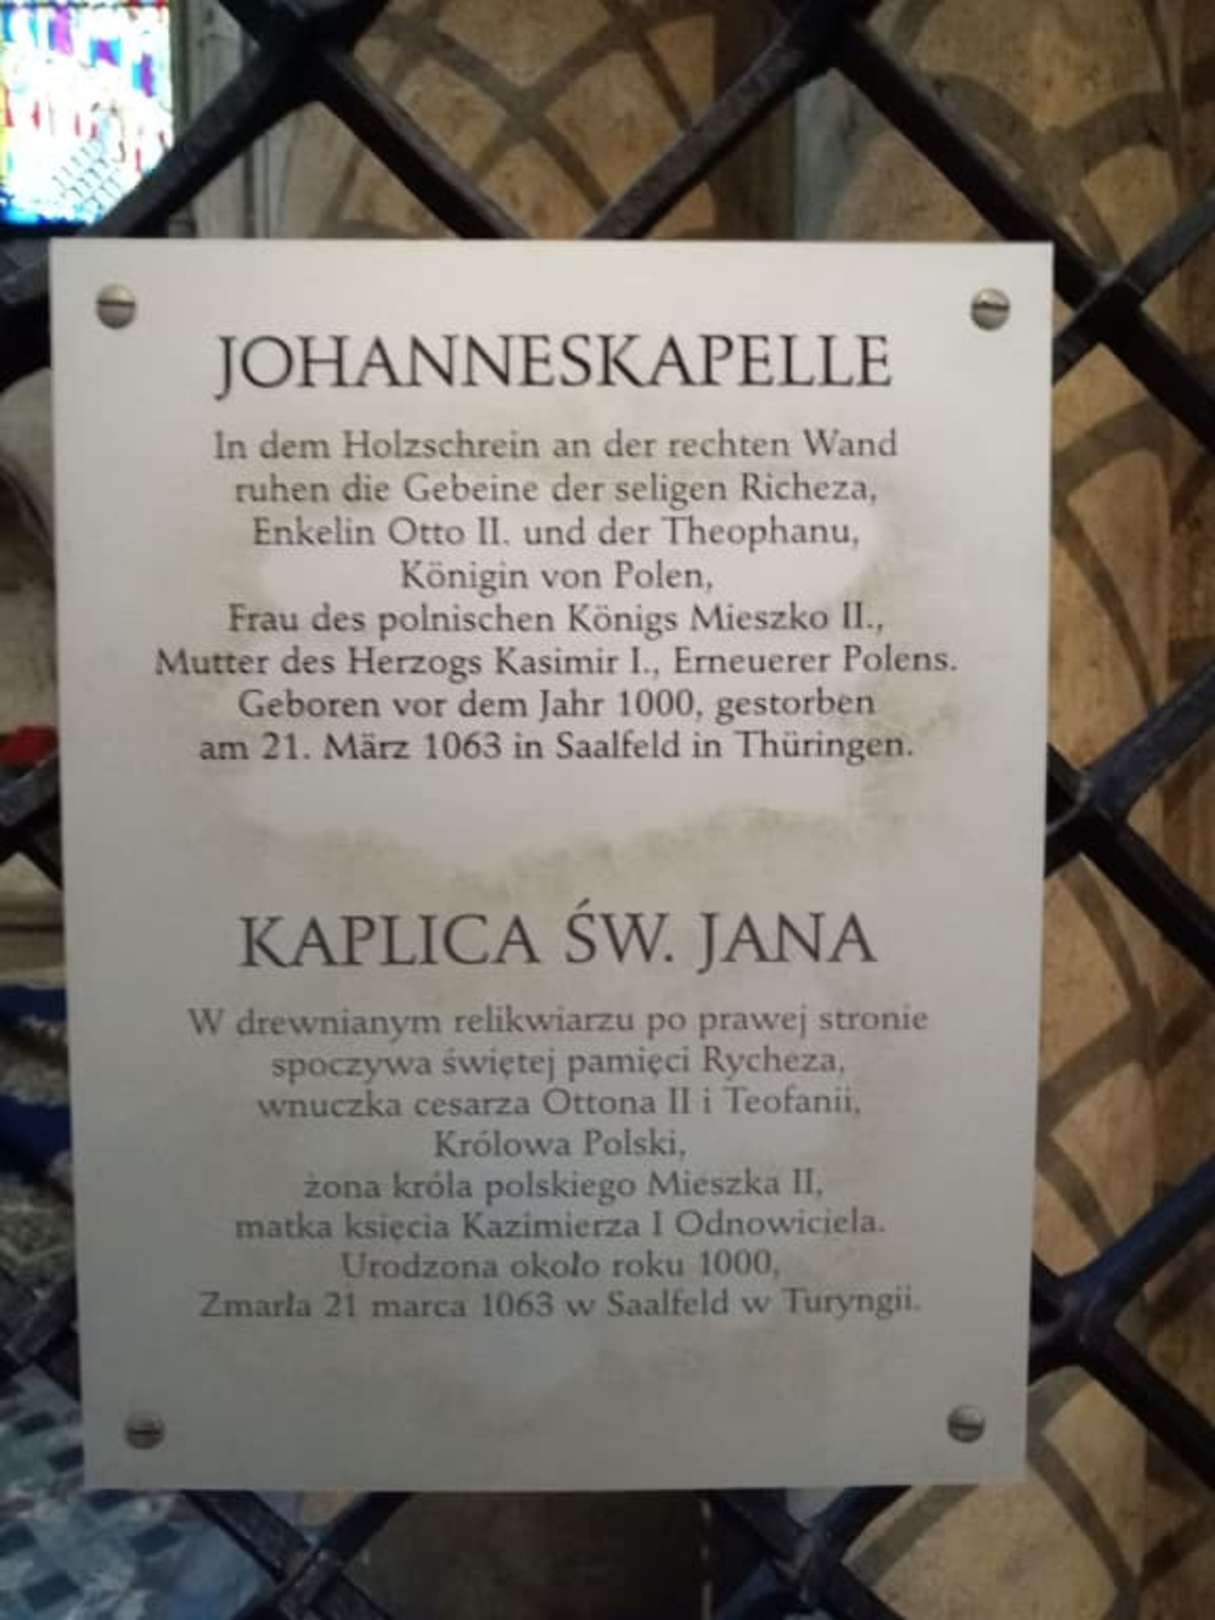 JOHANNESKAPELLE
In dem Holzschrein an der rechten Wand
ruhen die Gebeine der seligen Richeza,
Enkelin Otto II. und der Theophanu,
Königin von Polen,
Frau des polnischen Königs Mieszko II.,
Mutter des Herzogs Kasimir I., Erneuerer Polens.
Geboren vor dem Jahr 1000, gestorben
am 21. März 1063 in Saalfeld in Thüringen.
KAPLICA ŚW. JANA
W drewnianym relikwiarzu po prawej stronie
spoczywa świętej pamięci Rycheza,
wnuczka cesarza Ottona II i Teofanii,
Królowa Polski,
żona króla polskiego Mieszka II,
matka księcia Kazimierza I Odnowiciela.
Urodzona około roku 1000,
Zmarła 21 marca 1063 w Saalfeld w Turyngii.